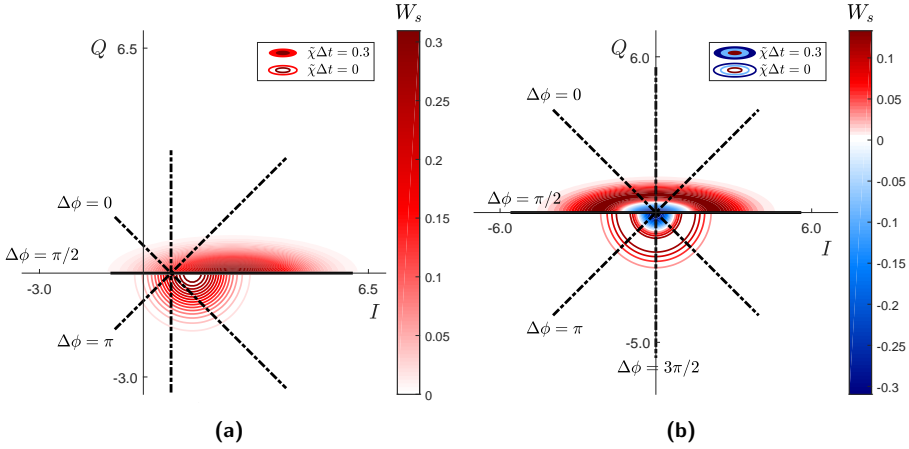 W_s
Q
6.5
χ̃Δt = 0.3
χ̃Δt = 0
Δϕ = 0
Δϕ = π/2
-3.0
6.5
I
Δϕ = π
-3.0
0.3
0.25
0.2
0.15
0.1
0.05
0
(a)
W_s
Q
6.0
χ̃Δt = 0.3
χ̃Δt = 0
Δϕ = 0
Δϕ = π/2
-6.0
6.0
I
Δϕ = π
-5.0
Δϕ = 3π/2
0.1
0.05
0
-0.05
-0.1
-0.15
-0.2
-0.25
-0.3
(b)